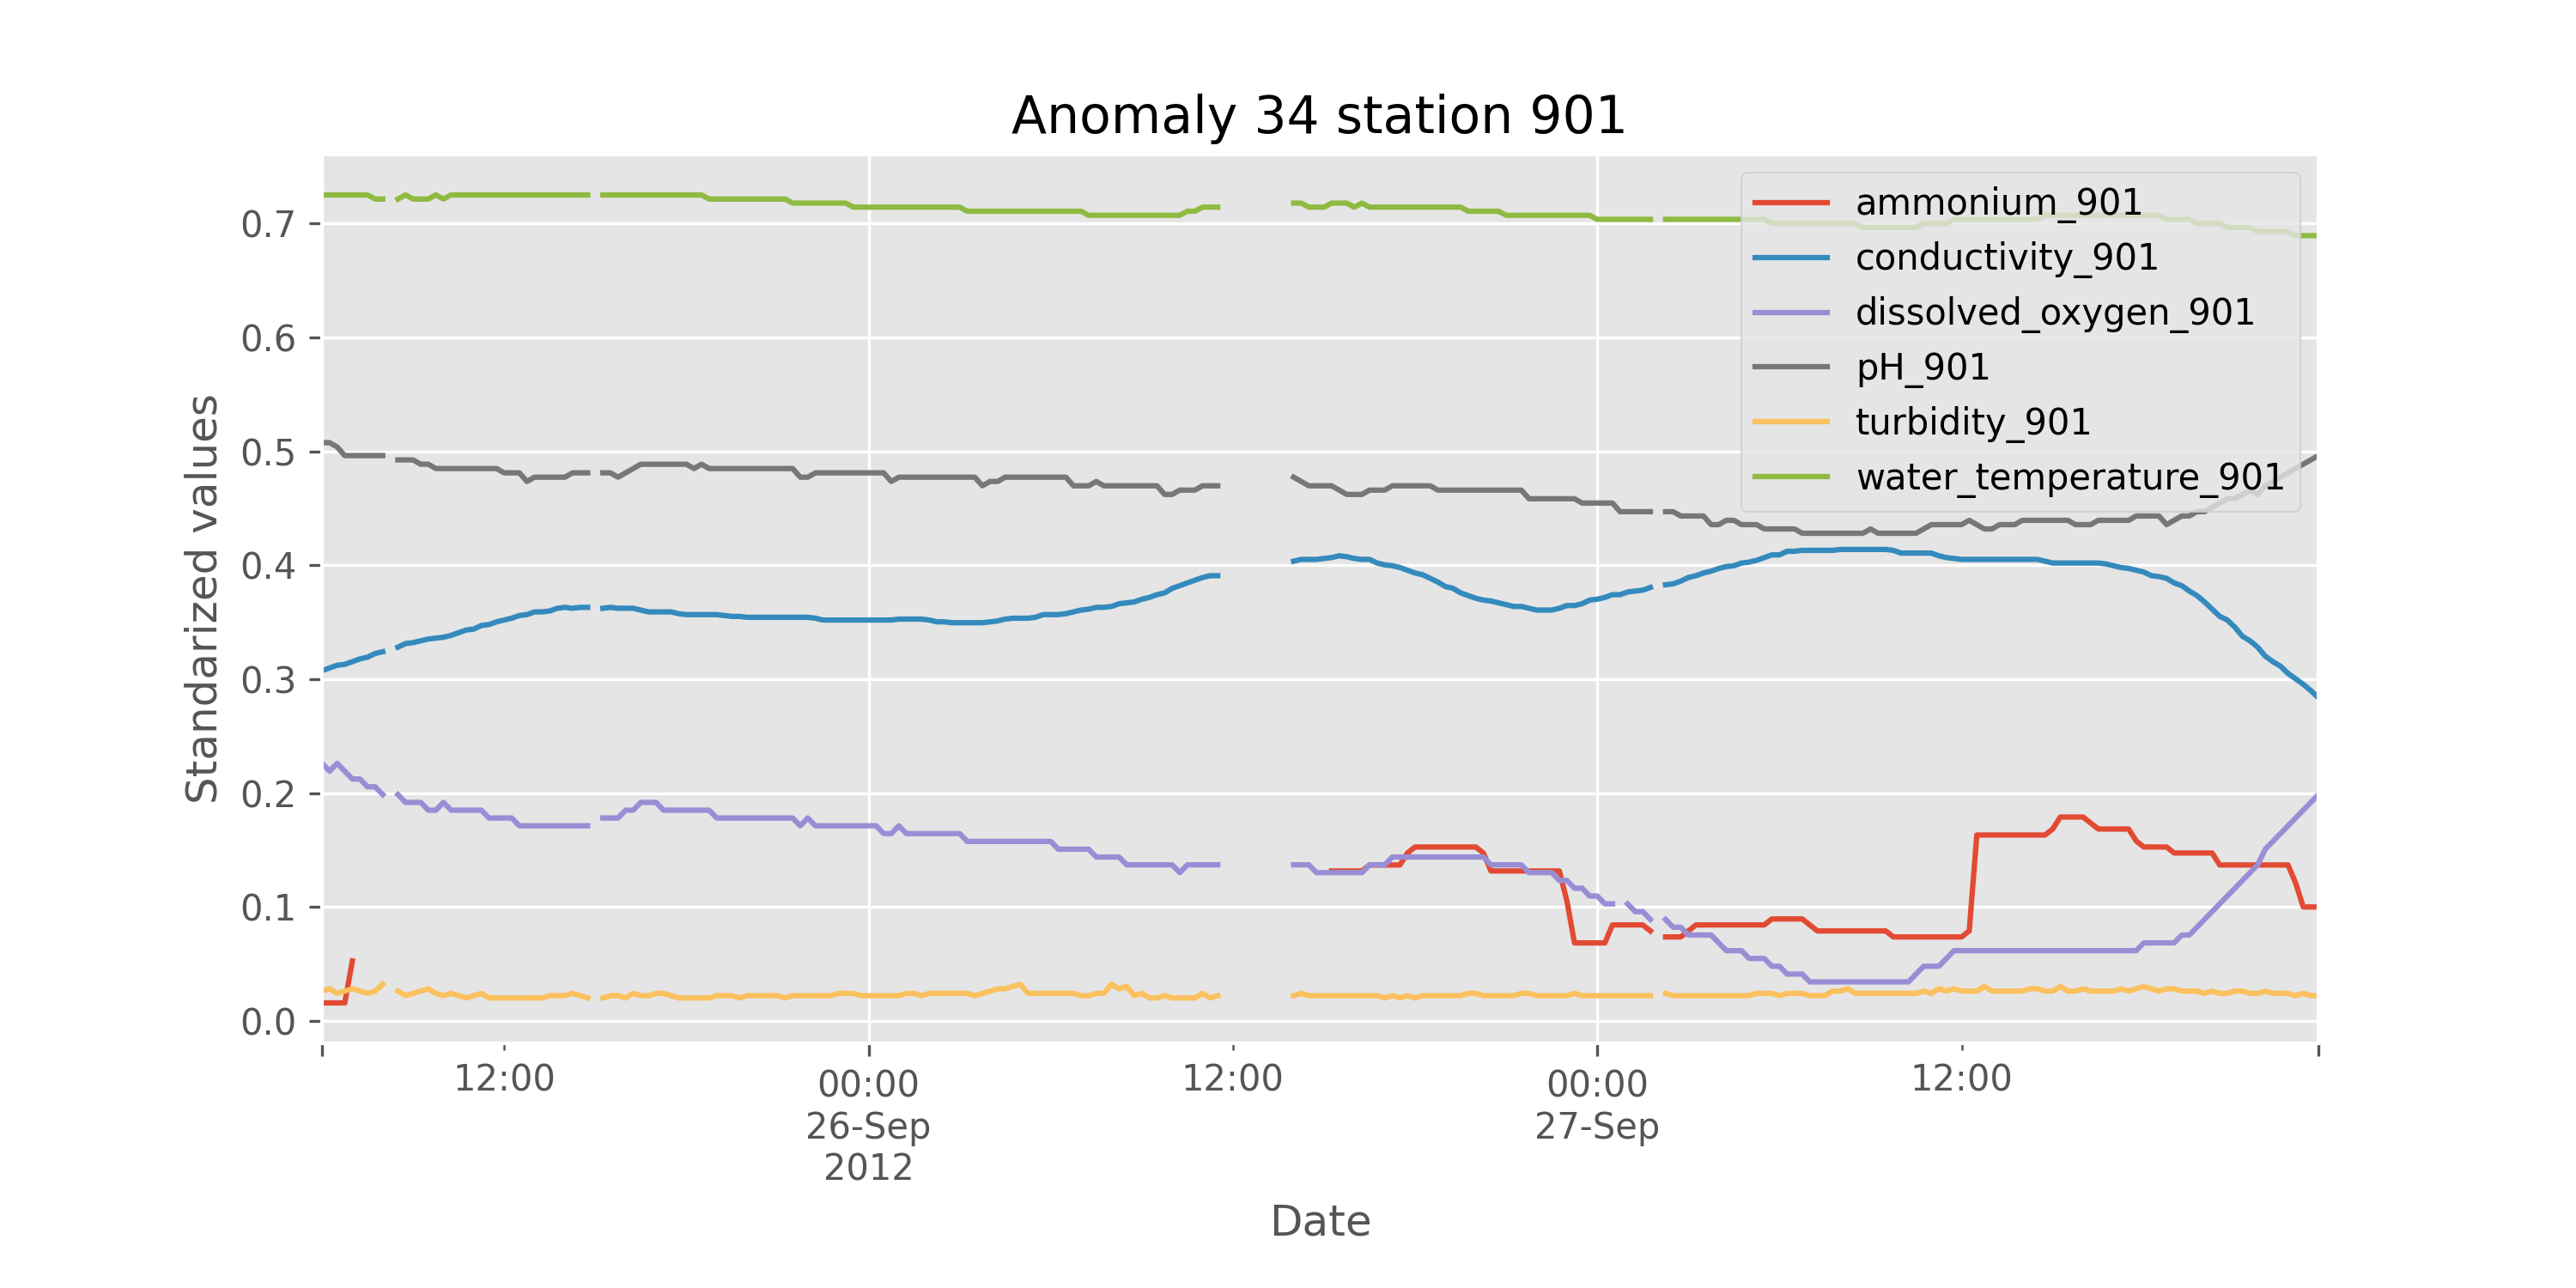 Anomaly 34 station 901
ammonium_901
conductivity_901
dissolved_oxygen_901
pH_901
turbidity_901
water_temperature_901
Standarized values
0.7
0.6
0.5
0.4
0.3
0.2
0.1
0.0
12:00
00:00
26-Sep
2012
12:00
00:00
27-Sep
12:00
Date